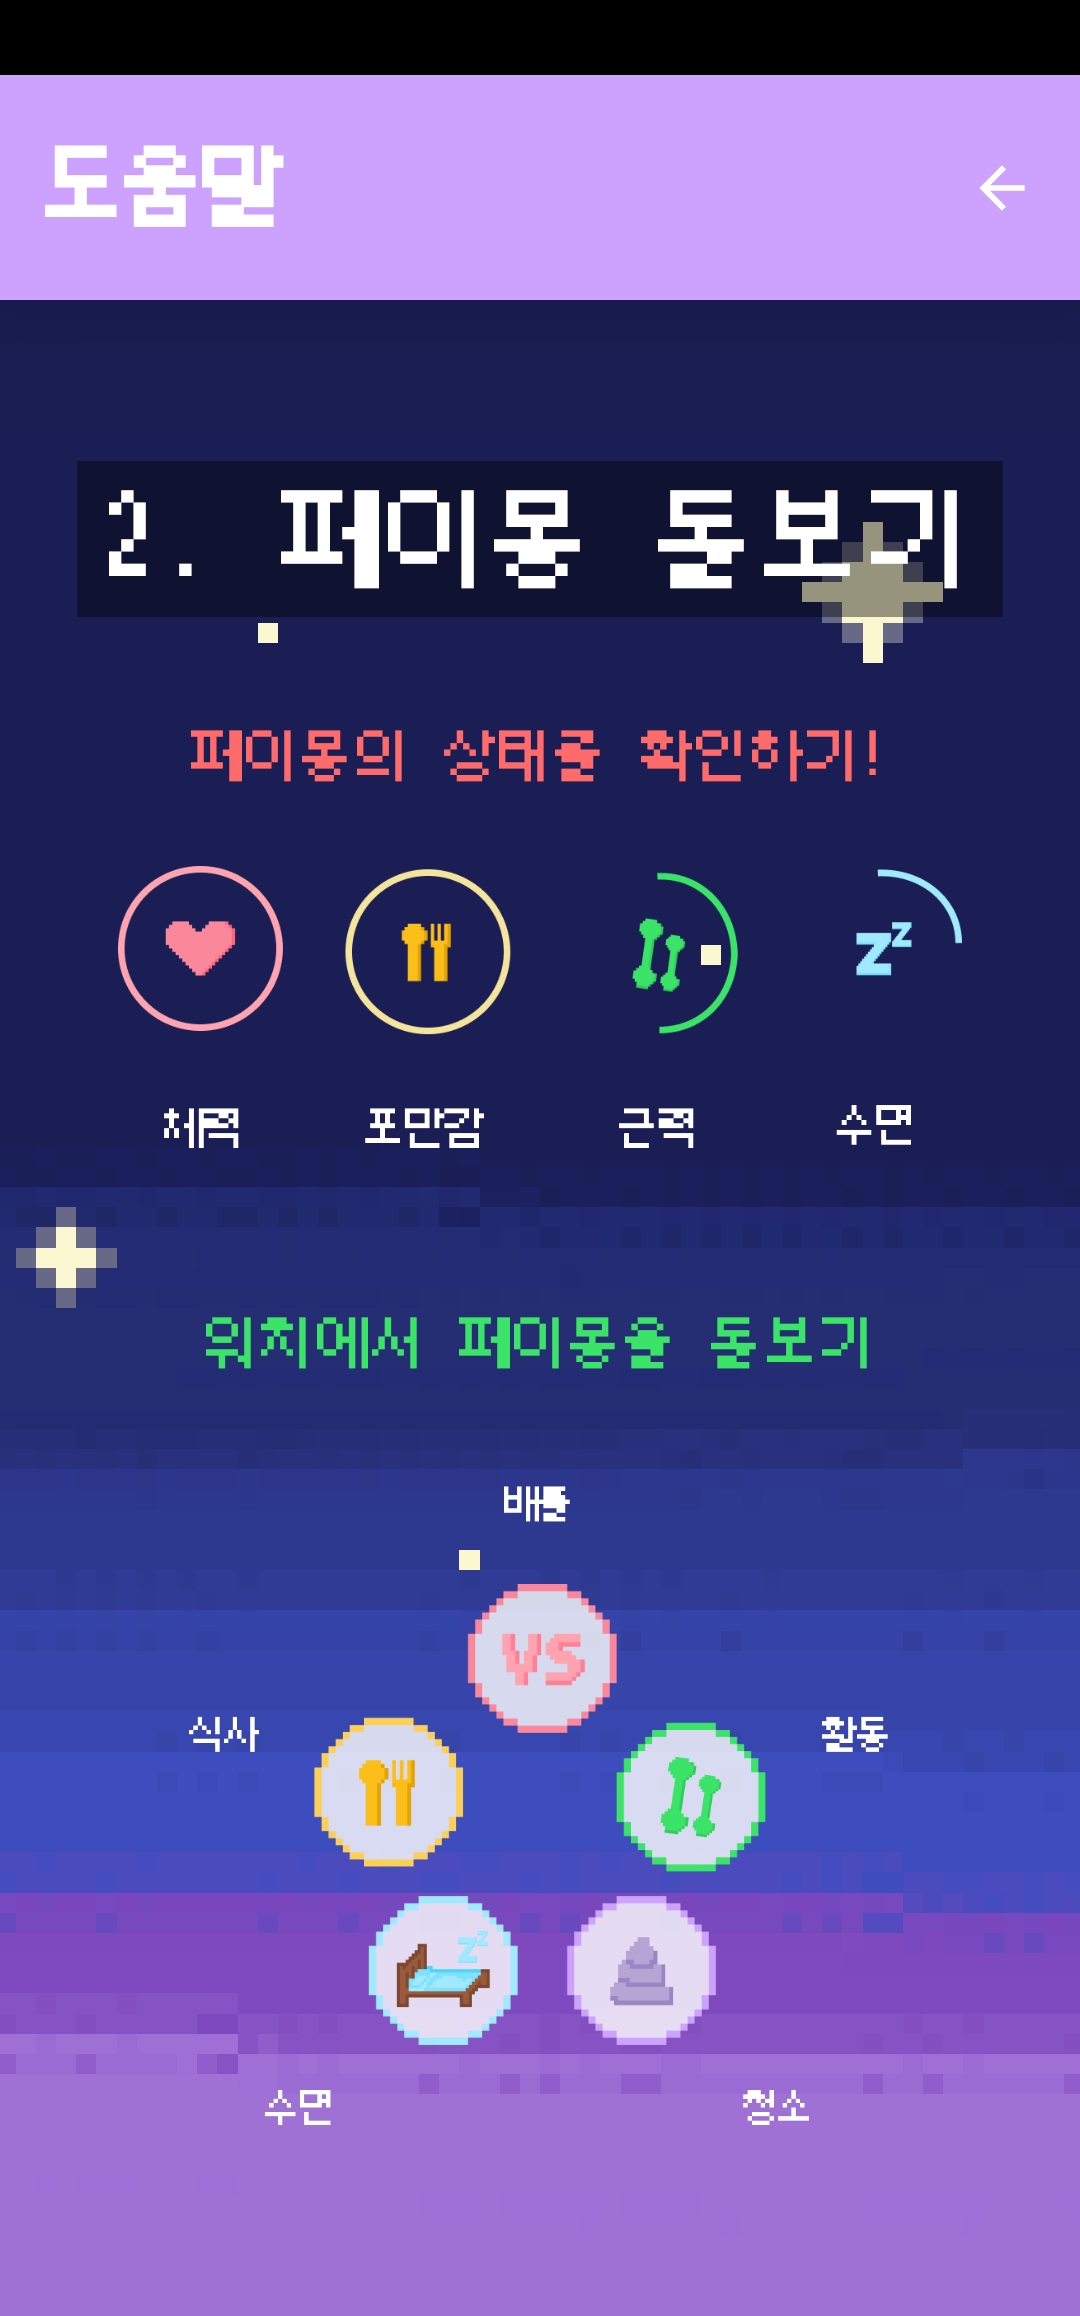 도움말
2. 페이몽 돌보기
페이몽의 상태를 확인하기!
체력 포만감 근력 수면
워치에서 페이몽을 돌보기
배틀
VS
식사 활동
수면 청소